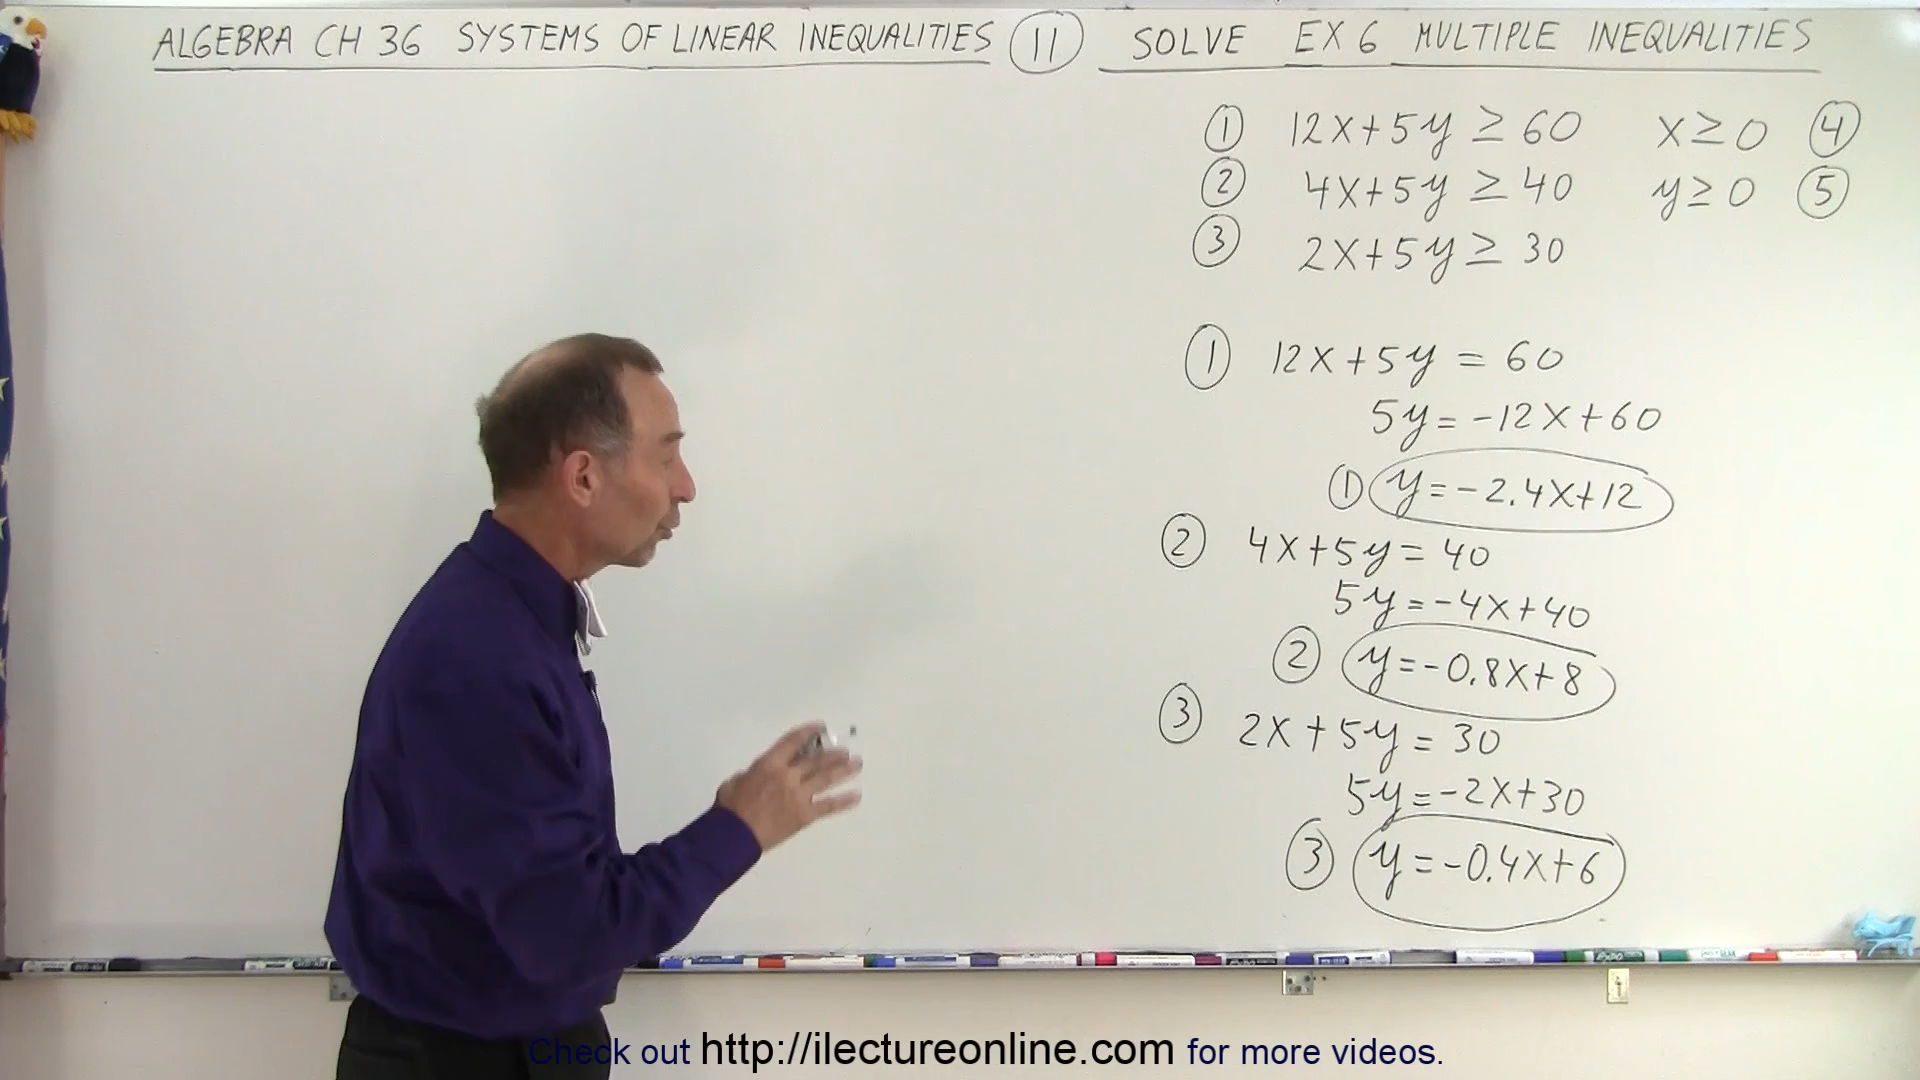 ALGEBRA CH 36 SYSTEMS OF LINEAR INEQUALITIES 11 SOLVE EX 6 MULTIPLE INEQUALITIES
1 12x+5y ≥ 60 x ≥ 0 4
2 4x+5y ≥ 40 y ≥ 0 5
3 2x+5y ≥ 30
1 12x+5y = 60
5y = -12x+60
1 y = -2.4x+12
2 4x+5y = 40
5y = -4x+40
2 y = -0.8x+8
3 2x+5y = 30
5y = -2x+30
3 y = -0.4x+6
Check out http://ilectureonline.com for more videos.